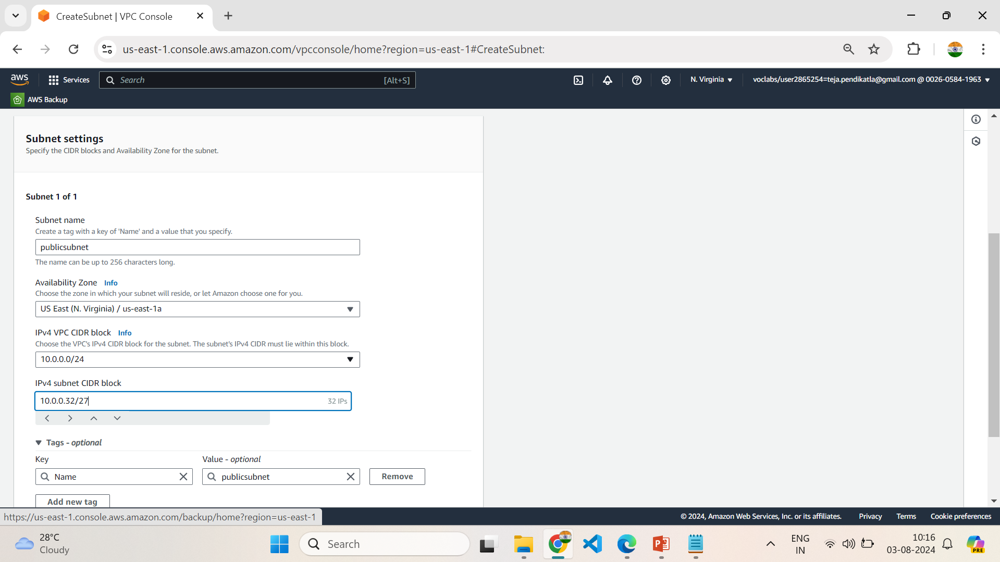 CreateSubnet | VPC Console
us-east-1.console.aws.amazon.com/vpcconsole/home?region=us-east-1#CreateSubnet:
aws
Services
Search
[Alt+S]
N. Virginia
voclabs/user2865254=teja.pendikatla@gmail.com @ 0026-0584-1963
AWS Backup
Subnet settings
Specify the CIDR blocks and Availability Zone for the subnet.
Subnet 1 of 1
Subnet name
Create a tag with a key of 'Name' and a value that you specify.
publicsubnet
The name can be up to 256 characters long.
Availability Zone Info
Choose the zone in which your subnet will reside, or let Amazon choose one for you.
US East (N. Virginia) / us-east-1a
IPv4 VPC CIDR block Info
Choose the VPC's IPv4 CIDR block for the subnet. The subnet's IPv4 CIDR must lie within this block.
10.0.0.0/24
IPv4 subnet CIDR block
10.0.0.32/27
32 IPs
Tags - optional
Key
Value - optional
Name
publicsubnet
Remove
Add new tag
https://us-east-1.console.aws.amazon.com/backup/home?region=us-east-1
© 2024, Amazon Web Services, Inc. or its affiliates.
Privacy
Terms
Cookie preferences
28°C
Cloudy
Search
ENG
IN
10:16
03-08-2024
PRE